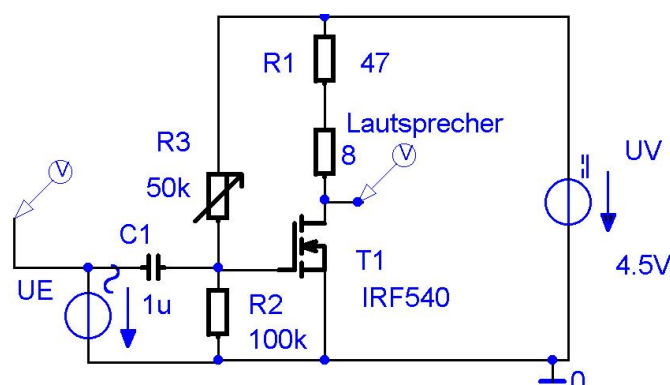 R1
47
Lautsprecher
8
V
R3
50k
V
UV
4.5V
C1
1u
UE
T1
IRF540
R2
100k
0